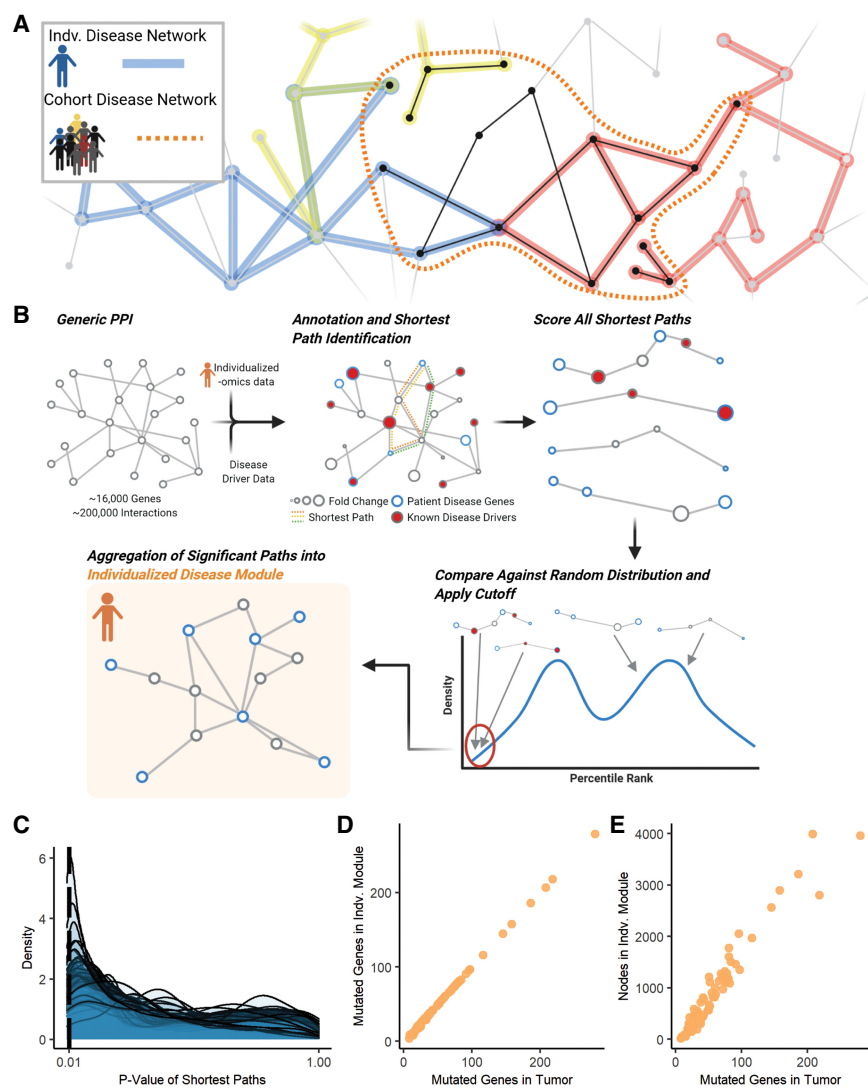 A
Indv. Disease Network
Cohort Disease Network
B
Generic PPI
Individualized
-omics data
Disease
Driver Data
~16,000 Genes
~200,000 Interactions
Annotation and Shortest
Path Identification
Fold Change
Patient Disease Genes
Shortest Path
Known Disease Drivers
Score All Shortest Paths
Compare Against Random Distribution and
Apply Cutoff
Density
Percentile Rank
Aggregation of Significant Paths into
Individualized Disease Module
C
Density
6
4
2
0
0.01
1.00
P-Value of Shortest Paths
D
Mutated Genes in Indv. Module
200
100
0
0
100
200
Mutated Genes in Tumor
E
Nodes in Indv. Module
4000
3000
2000
1000
0
0
100
200
Mutated Genes in Tumor